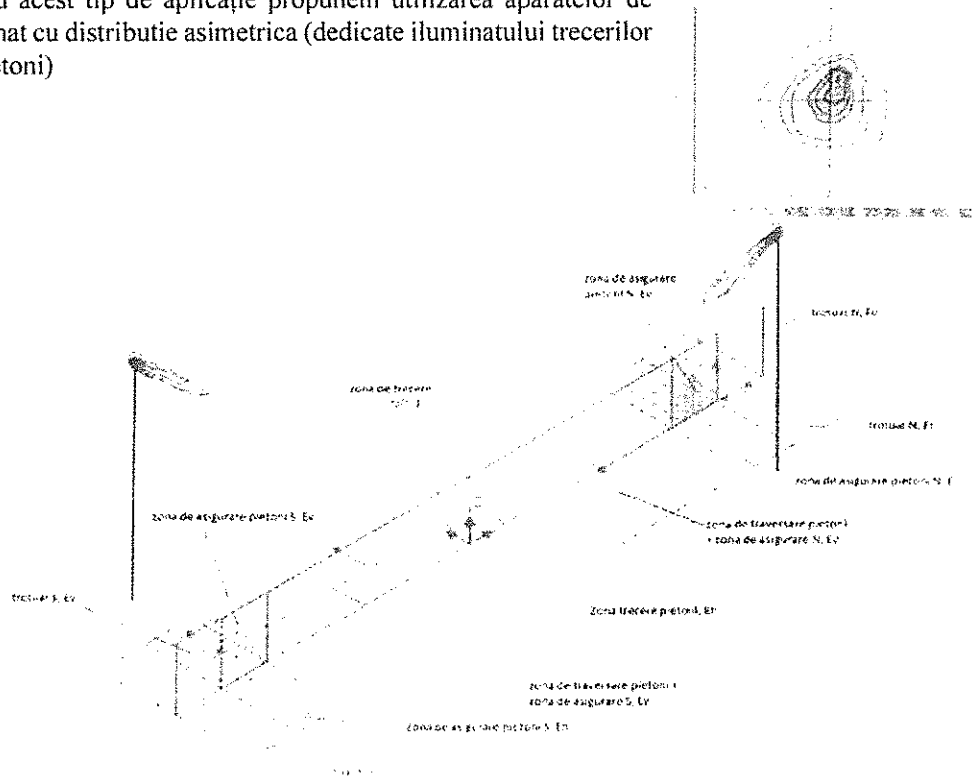 acest tip de aplicație propunem utilizarea aparatelor de
nat cu distributie asimetrica (dedicate iluminatului trecerilor
etoni)
zona de asigurare
pietoni N, Ev
trotuar N, Ev
zona de trecere
trotuar N, Er
zona de asigurare pietoni N, E
zona de asigurare pietoni S, Ev
zona de traversare pietoni
+ zona de asigurare N, Ev
trotuar S, Ev
Zona trecere pietoni, En
zona de traversare pietoni +
zona de asigurare S, Ev
Zona de asigurare pietoni S, En